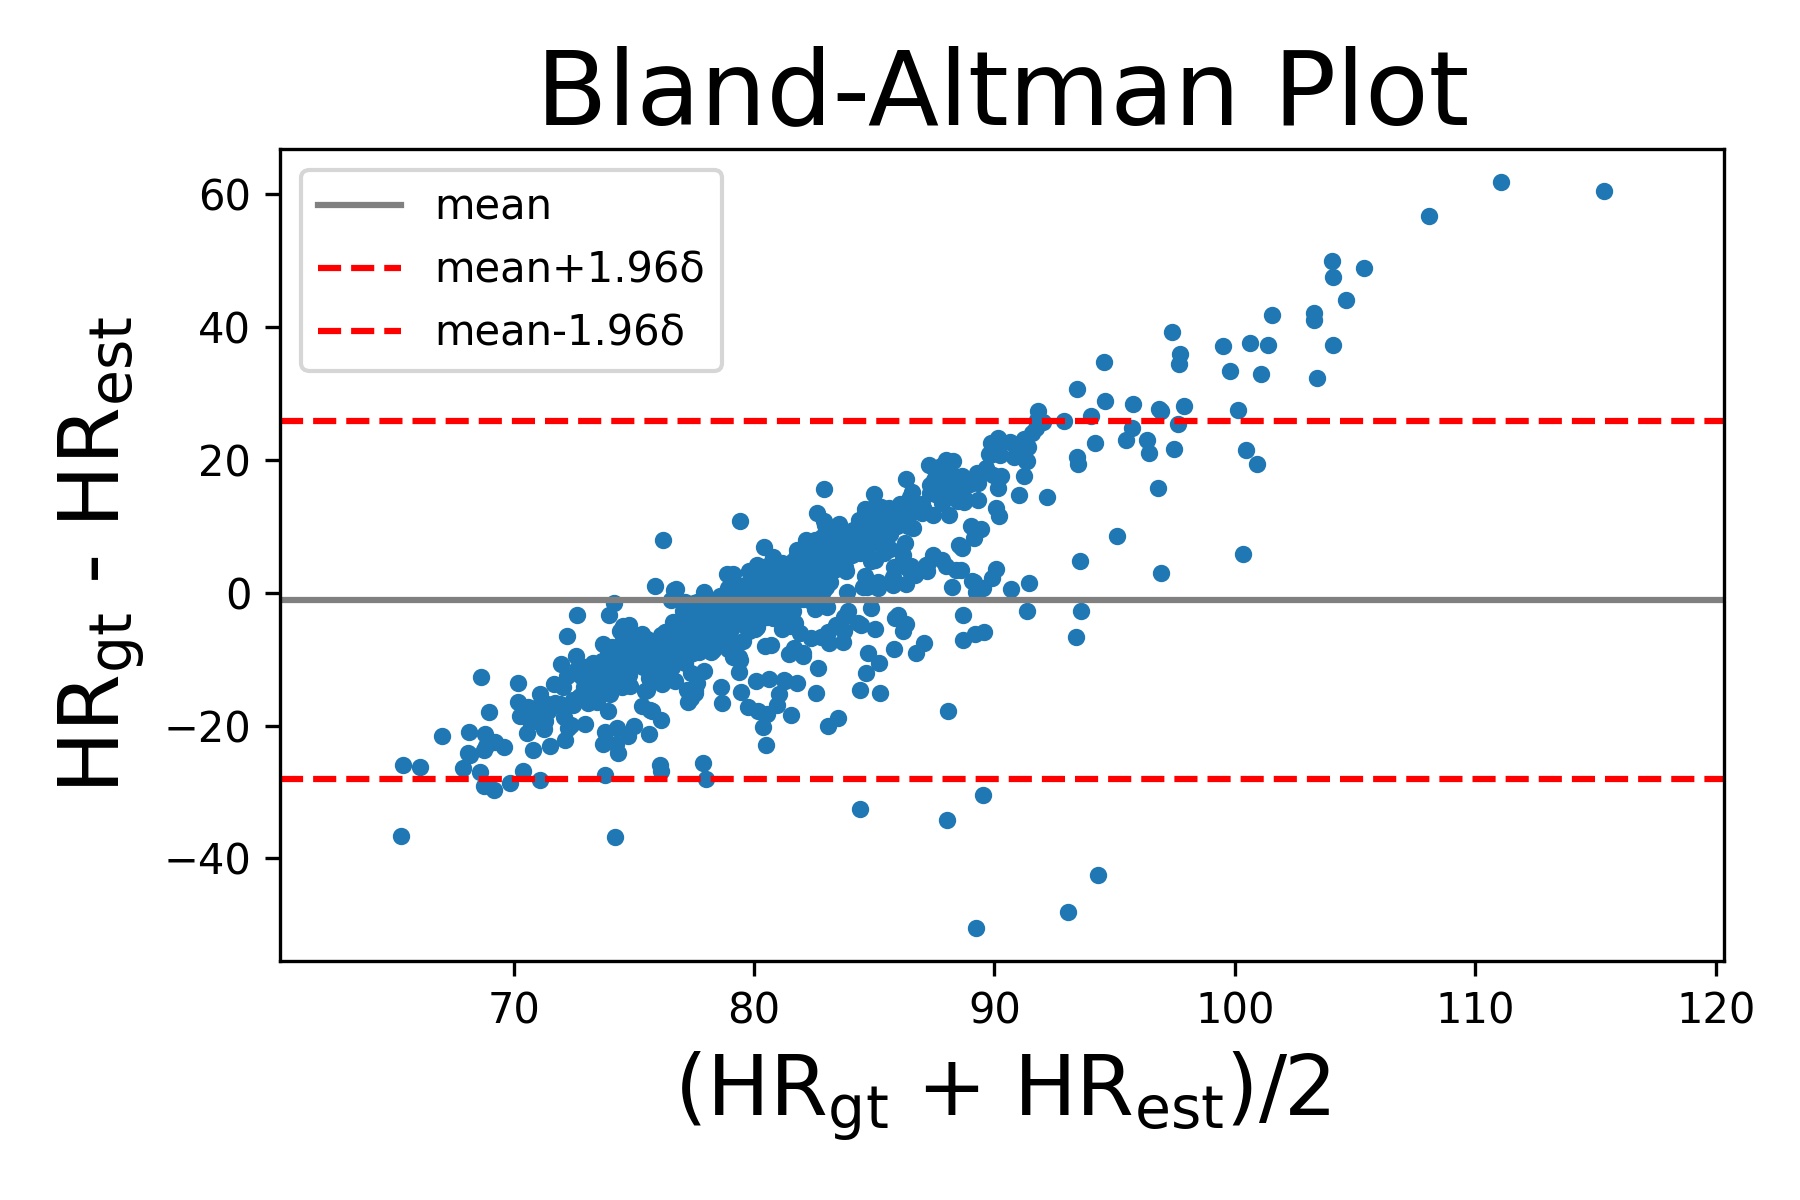 Bland-Altman Plot
mean
mean+1.96δ
mean-1.96δ
60
40
20
0
−20
−40
HRgt - HRest
70 80 90 100 110 120
(HRgt + HRest)/2